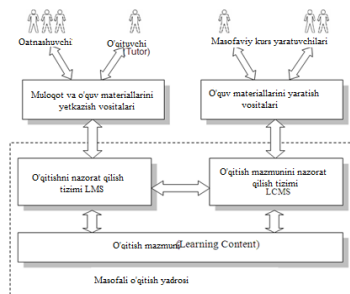 Qatnashuvchi
O'qituvchi
(Tutor)
Masofaviy kurs yaratuvchilari
Muloqot va o'quv materiallarini
yetkazish vositalari
O'quv materiallarini yaratish
vositalari
O'qitishni nazorat qilish
tizimi LMS
O'qitish mazmunini nazorat
qilish tizimi
LCMS
O'qitish mazmuni(Learning Content)
Masofali o'qitish yadrosi